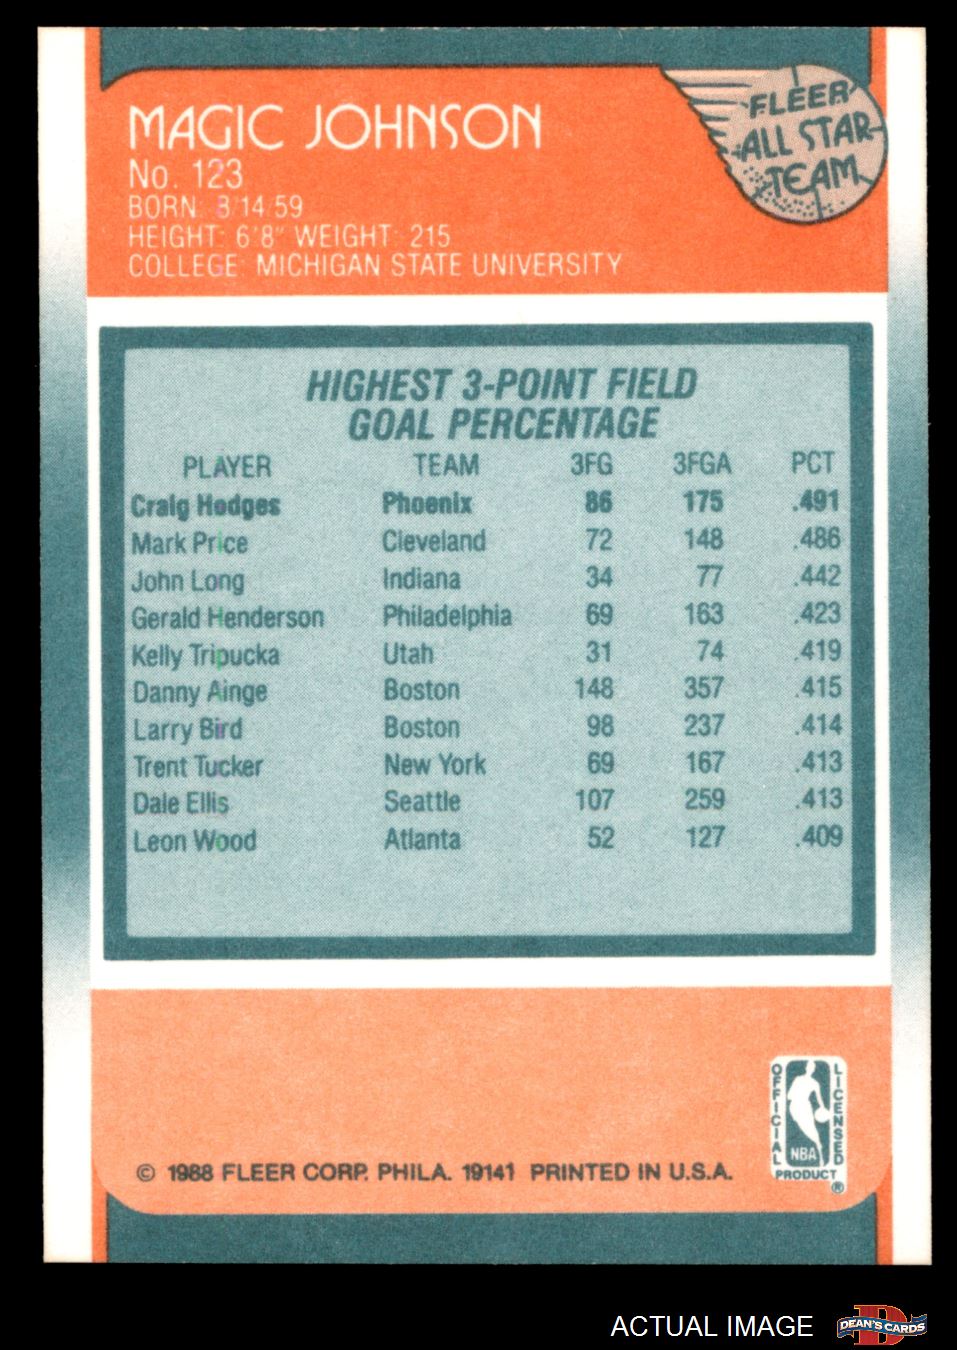 MAGIC JOHNSON
No. 123
BORN: 8/14/59
HEIGHT: 6'8" WEIGHT: 215
COLLEGE: MICHIGAN STATE UNIVERSITY
FLEER
ALL STAR
TEAM
HIGHEST 3-POINT FIELD
GOAL PERCENTAGE
PLAYER TEAM 3FG 3FGA PCT
Craig Hodges Phoenix 86 175 .491
Mark Price Cleveland 72 148 .486
John Long Indiana 34 77 .442
Gerald Henderson Philadelphia 69 163 .423
Kelly Tripucka Utah 31 74 .419
Danny Ainge Boston 148 357 .415
Larry Bird Boston 98 237 .414
Trent Tucker New York 69 167 .413
Dale Ellis Seattle 107 259 .413
Leon Wood Atlanta 52 127 .409
OFFICIAL LICENSED
NBA
PRODUCT
®
© 1988 FLEER CORP. PHILA. 19141 PRINTED IN U.S.A.
ACTUAL IMAGE
DEAN'S CARDS